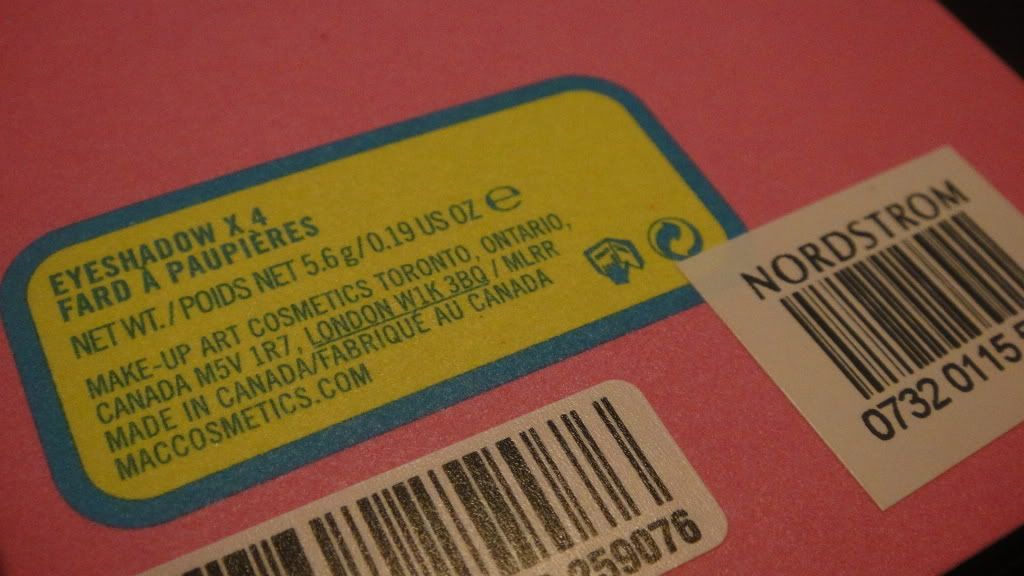 EYESHADOW X 4
FARD À PAUPIÈRES
NET WT. / POIDS NET 5.6 g / 0.19 US OZ ℮
MAKE-UP ART COSMETICS TORONTO, ONTARIO,
CANADA M5V 1R7, LONDON W1K 3BQ / MLRR
MADE IN CANADA/FABRIQUÉ AU CANADA
MACCOSMETICS.COM
NORDSTROM
0732 0115
259076